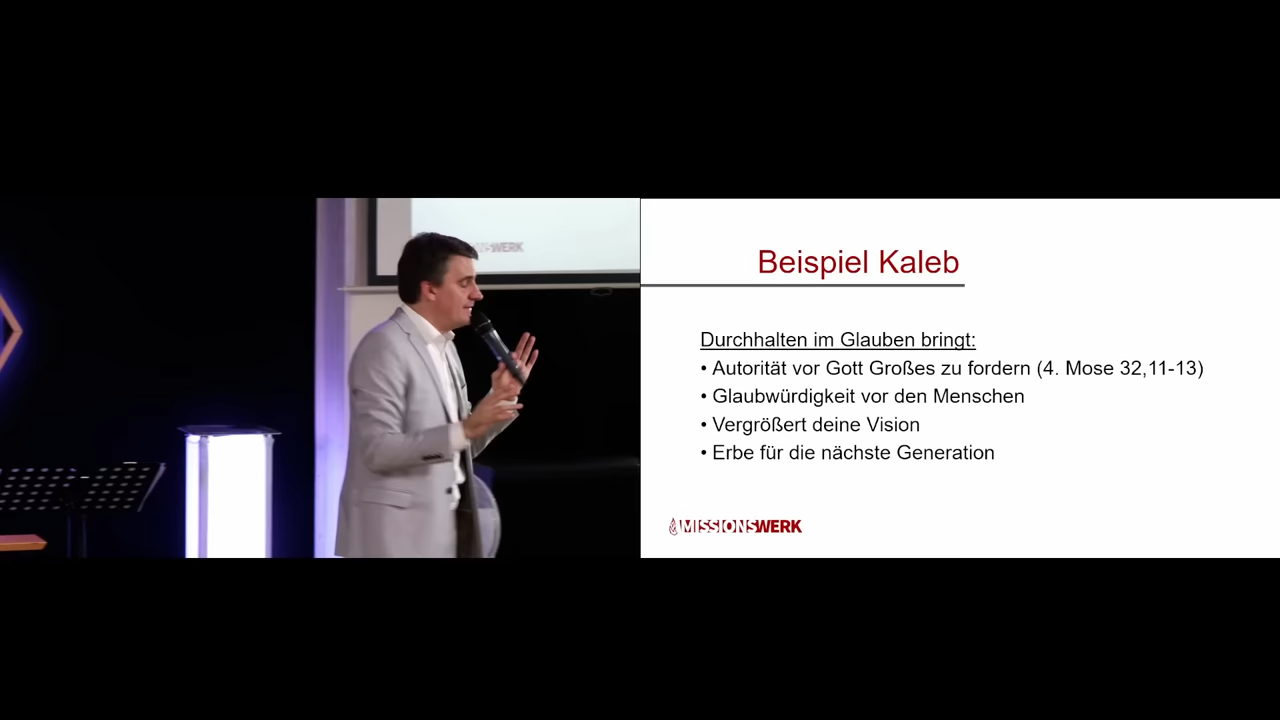 WERK
Beispiel Kaleb
Durchhalten im Glauben bringt:
• Autorität vor Gott Großes zu fordern (4. Mose 32,11-13)
• Glaubwürdigkeit vor den Menschen
• Vergrößert deine Vision
• Erbe für die nächste Generation
MISSIONSWERK